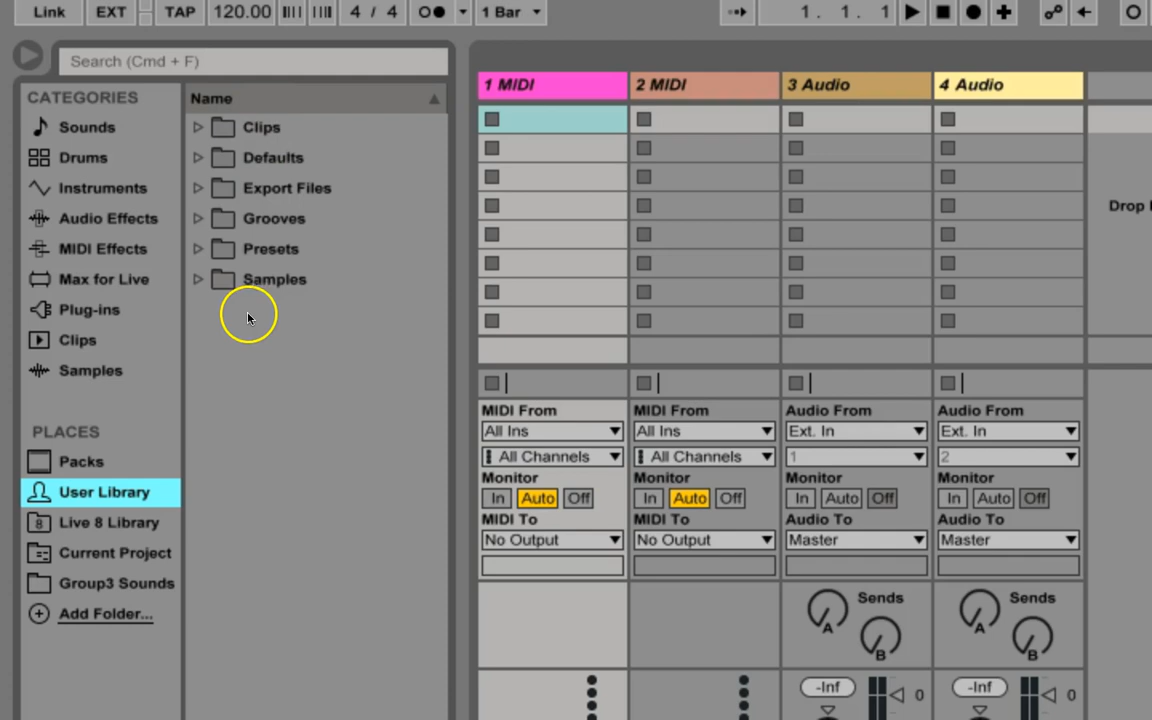 Link EXT TAP 120.00 4 / 4 1 Bar 1. 1. 1
Search (Cmd + F)
CATEGORIES
Sounds
Drums
Instruments
Audio Effects
MIDI Effects
Max for Live
Plug-ins
Clips
Samples
PLACES
Packs
User Library
8 Live 8 Library
Current Project
Group3 Sounds
Add Folder...
Name
Clips
Defaults
Export Files
Grooves
Presets
Samples
1 MIDI 2 MIDI 3 Audio 4 Audio
Drop
MIDI From MIDI From Audio From Audio From
All Ins All Ins Ext. In Ext. In
All Channels All Channels 1 2
Monitor Monitor Monitor Monitor
In Auto Off In Auto Off In Auto Off In Auto Off
MIDI To MIDI To Audio To Audio To
No Output No Output Master Master
Sends Sends
A A
B B
-Inf 0 -Inf 0